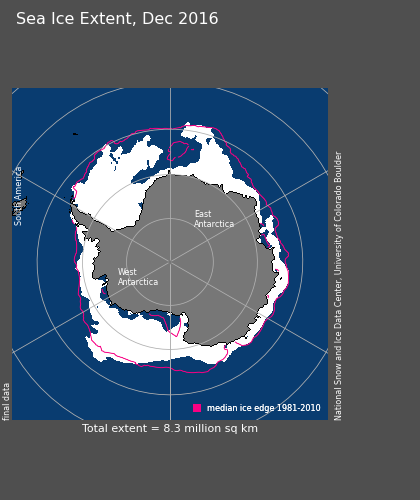 Sea Ice Extent, Dec 2016
South America
East
Antarctica
West
Antarctica
National Snow and Ice Data Center, University of Colorado Boulder
final data
median ice edge 1981-2010
Total extent = 8.3 million sq km